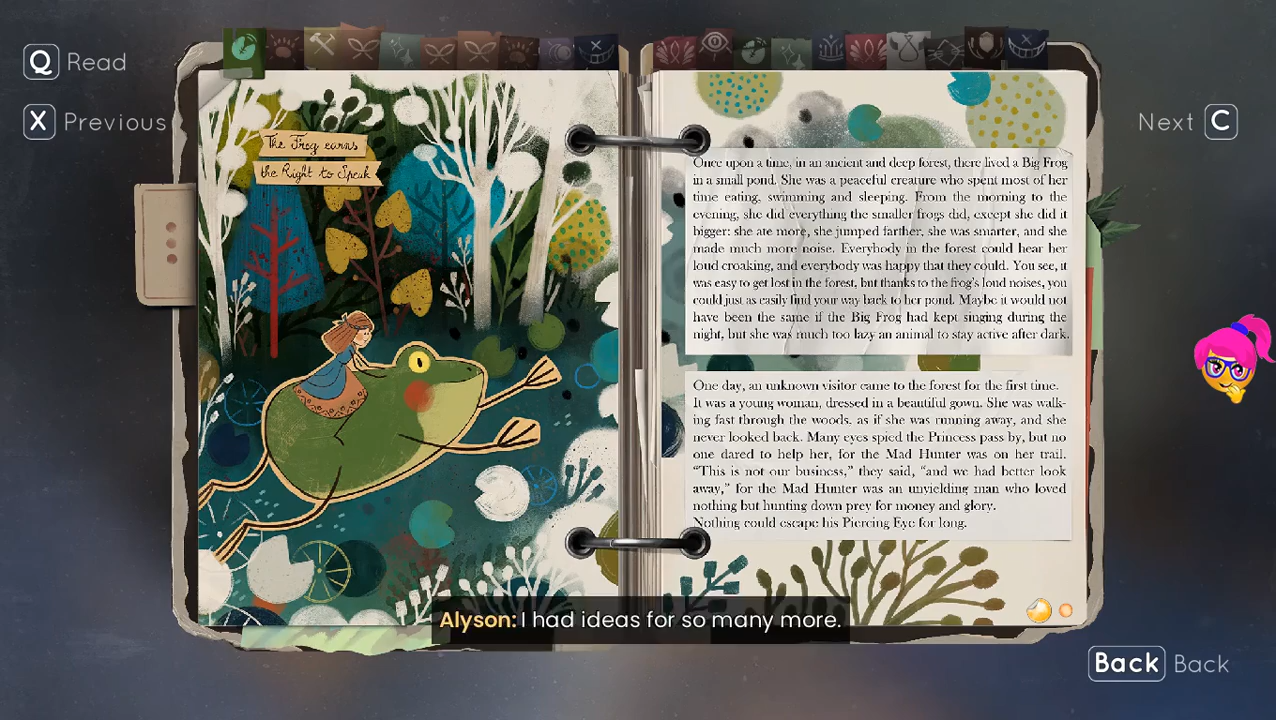 Q Read
X Previous
Next C
The Frog earns
the Right to Speak
Once upon a time, in an ancient and deep forest, there lived a Big Frog
in a small pond. She was a peaceful creature who spent most of her
time eating, swimming and sleeping. From the morning to the
evening, she did everything the smaller frogs did, except she did it
bigger: she ate more, she jumped farther, she was smarter, and she
made much more noise. Everybody in the forest could hear her
loud croaking, and everybody was happy that they could. You see, it
was easy to get lost in the forest, but thanks to the frog's loud noises, you
could just as easily find your way back to her pond. Maybe it would not
have been the same if the Big Frog had kept singing during the
night, but she was much too lazy an animal to stay active after dark.
One day, an unknown visitor came to the forest for the first time.
It was a young woman, dressed in a beautiful gown. She was walk-
ing fast through the woods. as if she was running away, and she
never looked back. Many eyes spied the Princess pass by, but no
one dared to help her, for the Mad Hunter was on her trail.
“This is not our business,” they said, “and we had better look
away,” for the Mad Hunter was an unyielding man who loved
nothing but hunting down prey for money and glory.
Nothing could escape his Piercing Eye for long.
Alyson: I had ideas for so many more.
Back Back